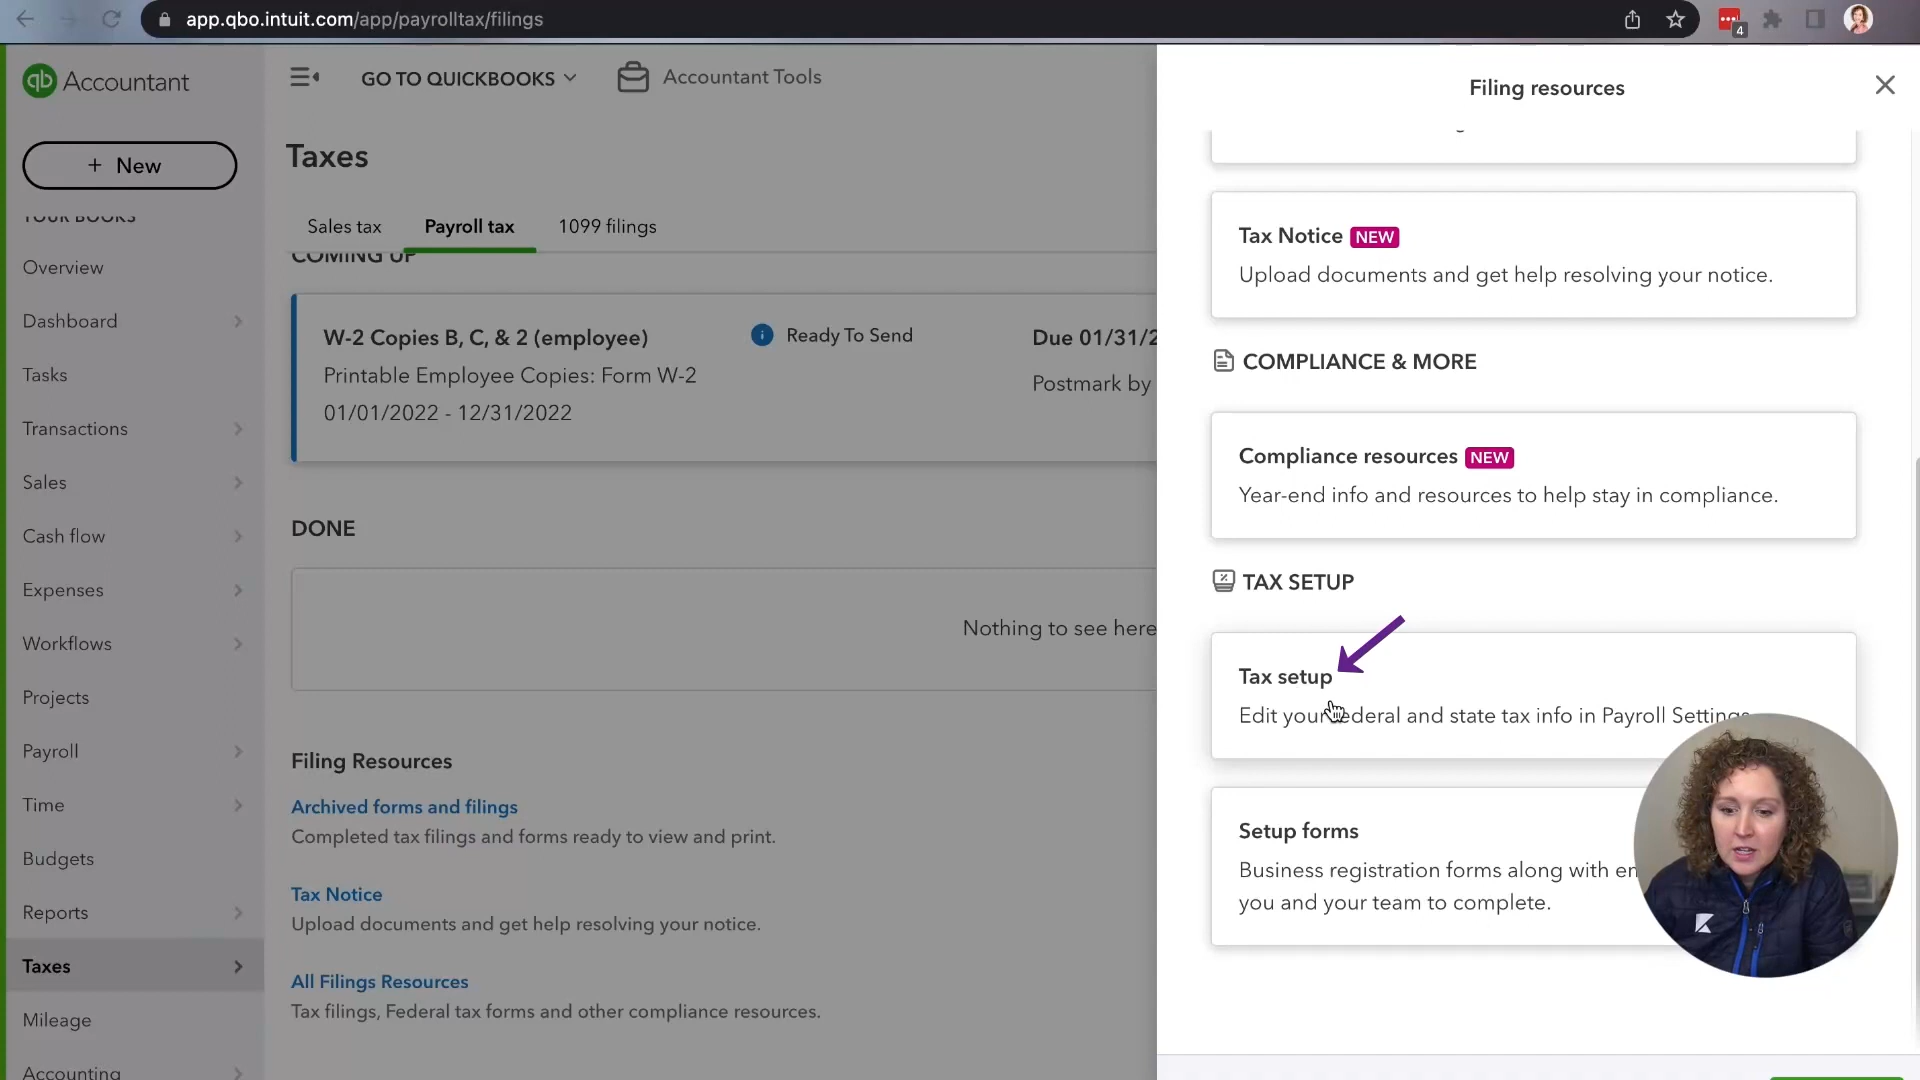 app.qbo.intuit.com/app/payrolltax/filings
4
qb Accountant
GO TO QUICKBOOKS
Accountant Tools
+ New
YOUR BOOKS
Overview
Dashboard
Tasks
Transactions
Sales
Cash flow
Expenses
Workflows
Projects
Payroll
Time
Budgets
Reports
Taxes
Mileage
Accounting
Taxes
Sales tax
Payroll tax
1099 filings
COMING UP
W-2 Copies B, C, & 2 (employee)
Printable Employee Copies: Form W-2
01/01/2022 - 12/31/2022
Ready To Send
Due 01/31/2
Postmark by
DONE
Nothing to see here
Filing Resources
Archived forms and filings
Completed tax filings and forms ready to view and print.
Tax Notice
Upload documents and get help resolving your notice.
All Filings Resources
Tax filings, Federal tax forms and other compliance resources.
Filing resources
Tax Notice NEW
Upload documents and get help resolving your notice.
COMPLIANCE & MORE
Compliance resources NEW
Year-end info and resources to help stay in compliance.
TAX SETUP
Tax setup
Edit your federal and state tax info in Payroll Settings
Setup forms
Business registration forms along with
you and your team to complete.